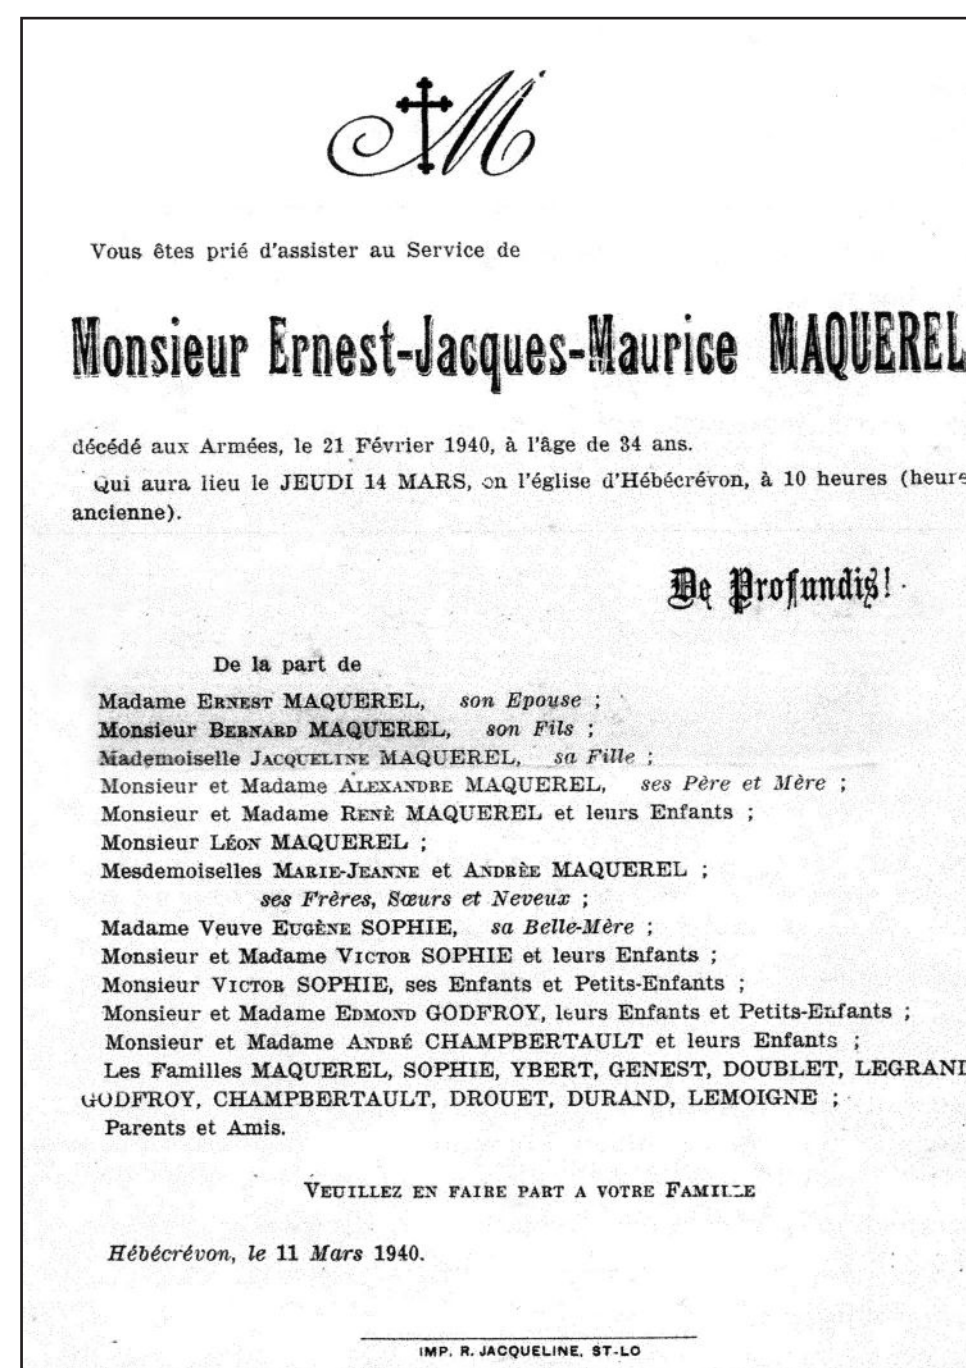 M
Vous êtes prié d'assister au Service de
Monsieur Ernest-Jacques-Maurice MAQUEREL
décédé aux Armées, le 21 Février 1940, à l'âge de 34 ans.
Qui aura lieu le JEUDI 14 MARS, en l'église d'Hébécrévon, à 10 heures (heure
ancienne).
De Profundis!
De la part de
Madame ERNEST MAQUEREL, son Epouse ;
Monsieur BERNARD MAQUEREL, son Fils ;
Mademoiselle JACQUELINE MAQUEREL, sa Fille ;
Monsieur et Madame ALEXANDRE MAQUEREL, ses Père et Mère ;
Monsieur et Madame RENÈ MAQUEREL et leurs Enfants ;
Monsieur LÉON MAQUEREL ;
Mesdemoiselles MARIE-JEANNE et ANDRÈE MAQUEREL ;
ses Frères, Sœurs et Neveux ;
Madame Veuve EUGÈNE SOPHIE, sa Belle-Mère ;
Monsieur et Madame VICTOR SOPHIE et leurs Enfants ;
Monsieur VICTOR SOPHIE, ses Enfants et Petits-Enfants ;
Monsieur et Madame EDMOND GODFROY, leurs Enfants et Petits-Enfants ;
Monsieur et Madame ANDRÉ CHAMPBERTAULT et leurs Enfants ;
Les Familles MAQUEREL, SOPHIE, YBERT, GENEST, DOUBLET, LEGRAND
GODFROY, CHAMPBERTAULT, DROUET, DURAND, LEMOIGNE ;
Parents et Amis.
VEUILLEZ EN FAIRE PART A VOTRE FAMILLE
Hébécrévon, le 11 Mars 1940.
IMP. R. JACQUELINE, ST-LO